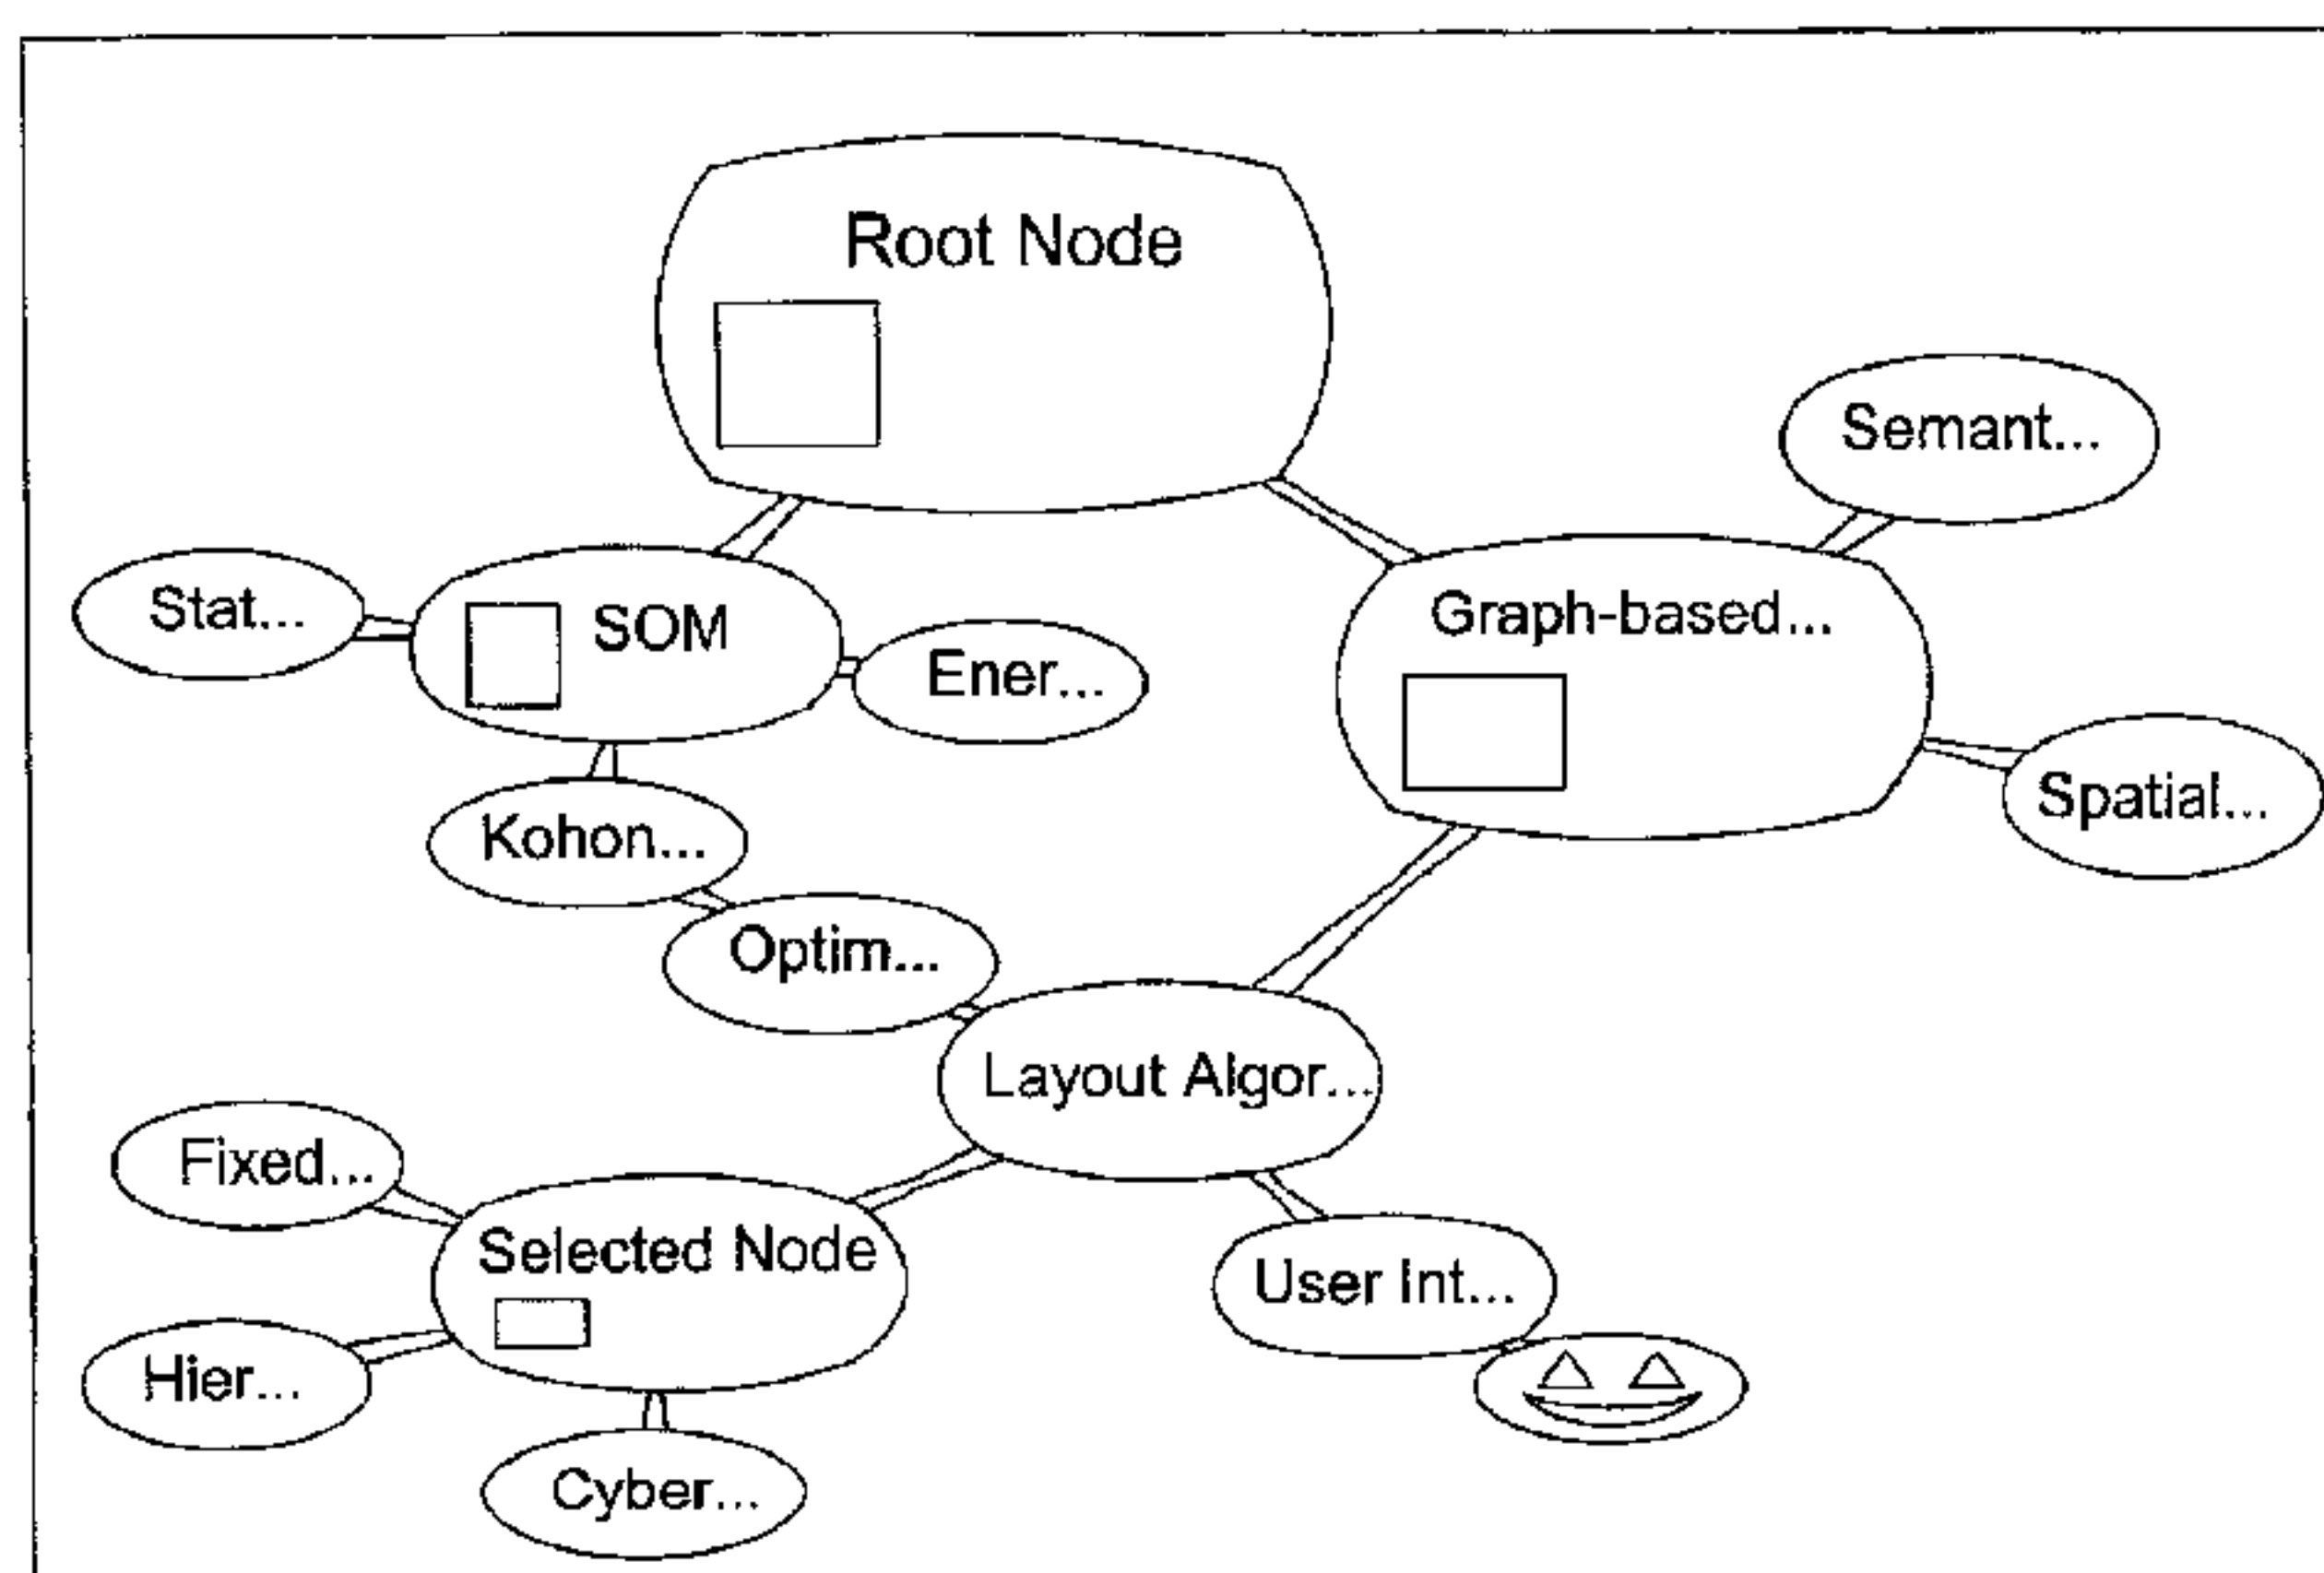 Root Node
Semant...
Stat...
SOM
Graph-based...
Ener...
Spatial...
Kohon...
Optim...
Layout Algor...
Fixed...
Selected Node
User Int...
Hier...
Cyber...